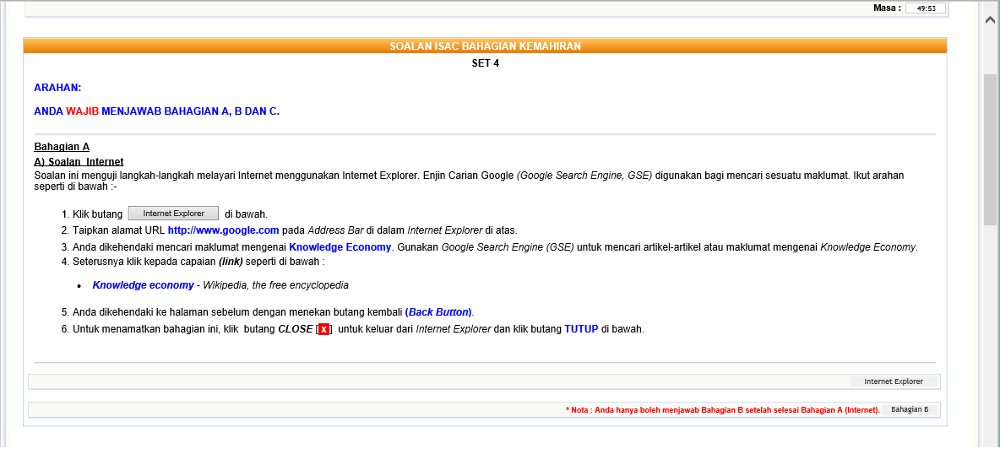 Masa : 49:53
SOALAN ISAC BAHAGIAN KEMAHIRAN
SET 4
ARAHAN:
ANDA WAJIB MENJAWAB BAHAGIAN A, B DAN C.
Bahagian A
A) Soalan Internet
Soalan ini menguji langkah-langkah melayari Internet menggunakan Internet Explorer. Enjin Carian Google (Google Search Engine, GSE) digunakan bagi mencari sesuatu maklumat. Ikut arahan
seperti di bawah :-
1. Klik butang Internet Explorer di bawah.
2. Taipkan alamat URL http://www.google.com pada Address Bar di dalam Internet Explorer di atas.
3. Anda dikehendaki mencari maklumat mengenai Knowledge Economy. Gunakan Google Search Engine (GSE) untuk mencari artikel-artikel atau maklumat mengenai Knowledge Economy.
4. Seterusnya klik kepada capaian (link) seperti di bawah :
• Knowledge economy - Wikipedia, the free encyclopedia
5. Anda dikehendaki ke halaman sebelum dengan menekan butang kembali (Back Button).
6. Untuk menamatkan bahagian ini, klik butang CLOSE [x] untuk keluar dari Internet Explorer dan klik butang TUTUP di bawah.
Internet Explorer
* Nota : Anda hanya boleh menjawab Bahagian B setelah selesai Bahagian A (Internet). Bahagian B